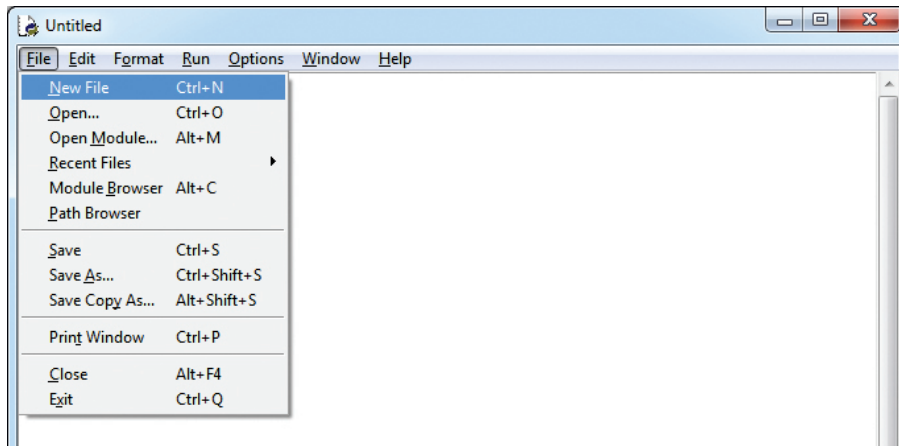 Untitled
File Edit Format Run Options Window Help
New File Ctrl+N
Open... Ctrl+O
Open Module... Alt+M
Recent Files
Module Browser Alt+C
Path Browser
Save Ctrl+S
Save As... Ctrl+Shift+S
Save Copy As... Alt+Shift+S
Print Window Ctrl+P
Close Alt+F4
Exit Ctrl+Q